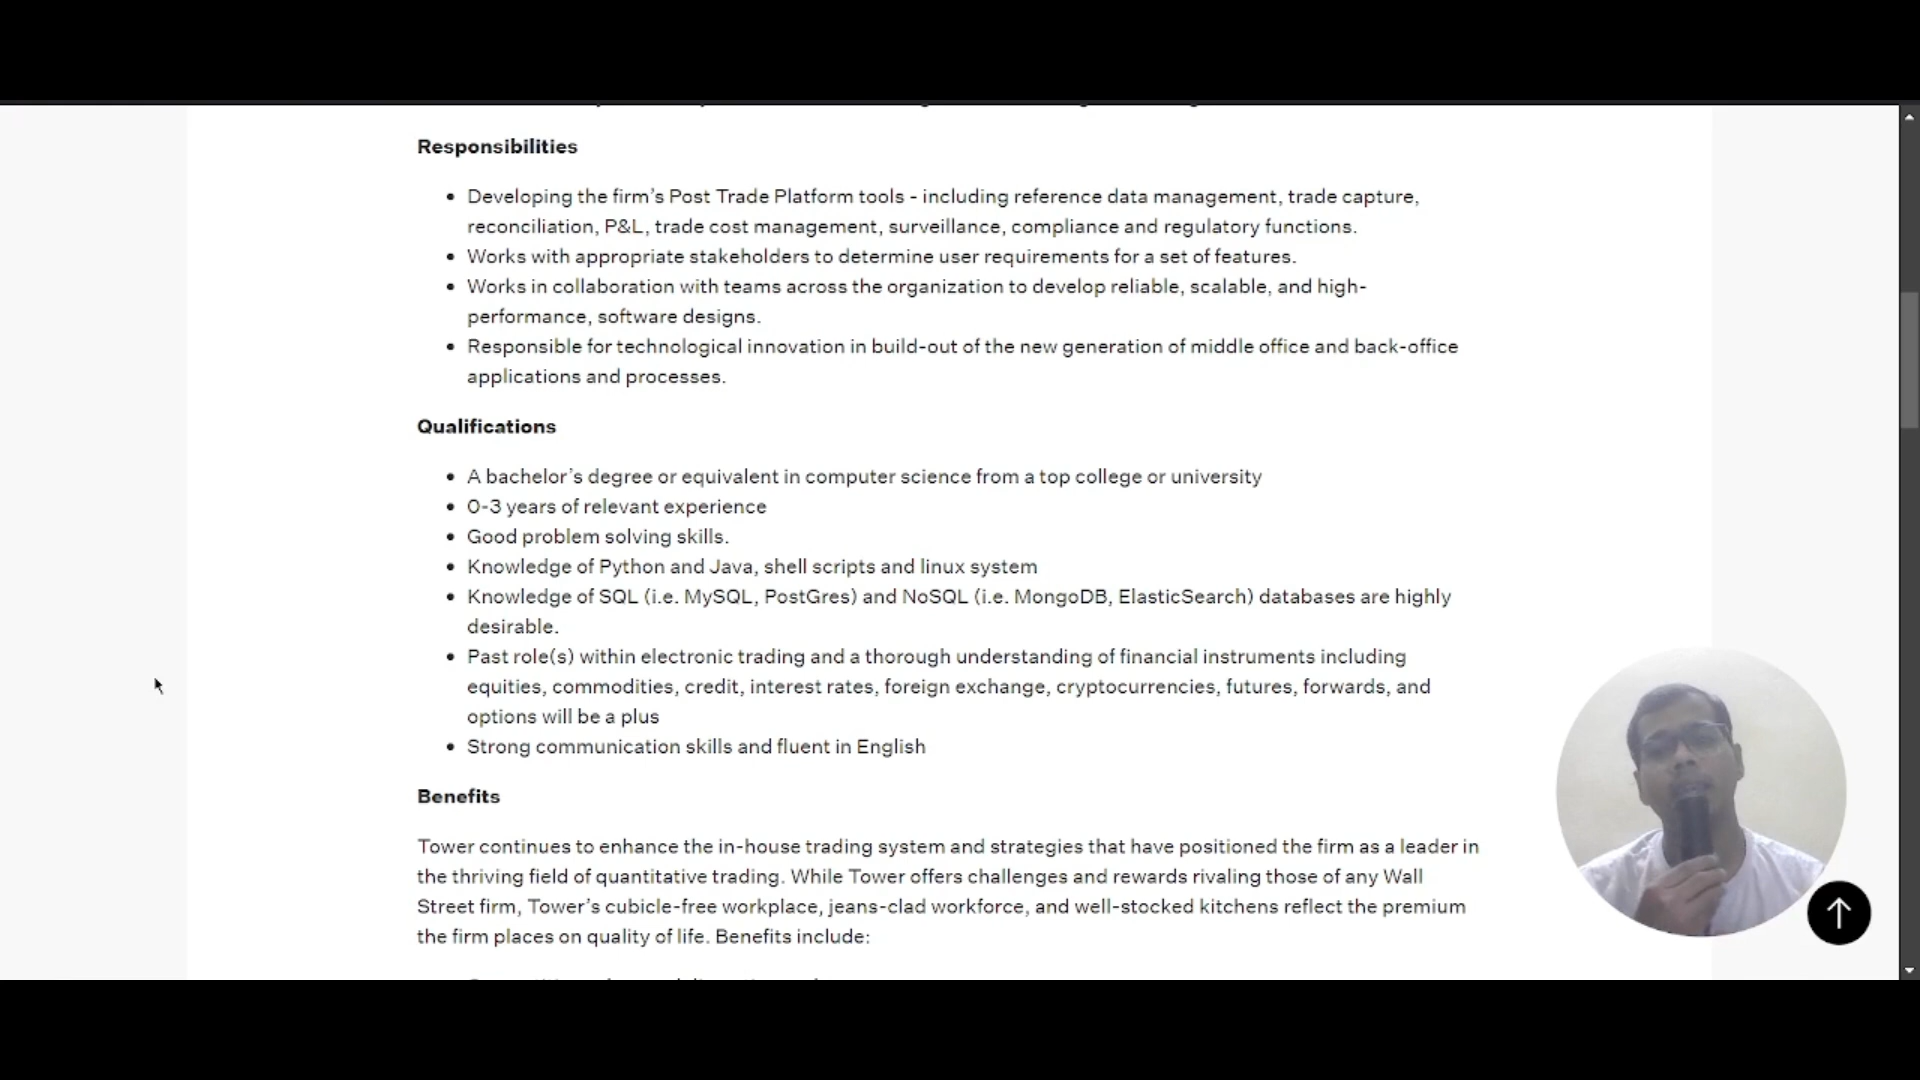 Responsibilities
Developing the firm's Post Trade Platform tools - including reference data management, trade capture,
reconciliation, P&L, trade cost management, surveillance, compliance and regulatory functions.
Works with appropriate stakeholders to determine user requirements for a set of features.
Works in collaboration with teams across the organization to develop reliable, scalable, and high-
performance, software designs.
Responsible for technological innovation in build-out of the new generation of middle office and back-office
applications and processes.
Qualifications
A bachelor's degree or equivalent in computer science from a top college or university
0-3 years of relevant experience
Good problem solving skills.
Knowledge of Python and Java, shell scripts and linux system
Knowledge of SQL (i.e. MySQL, PostGres) and NoSQL (i.e. MongoDB, ElasticSearch) databases are highly
desirable.
Past role(s) within electronic trading and a thorough understanding of financial instruments including
equities, commodities, credit, interest rates, foreign exchange, cryptocurrencies, futures, forwards, and
options will be a plus
Strong communication skills and fluent in English
Benefits
Tower continues to enhance the in-house trading system and strategies that have positioned the firm as a leader in
the thriving field of quantitative trading. While Tower offers challenges and rewards rivaling those of any Wall
Street firm, Tower's cubicle-free workplace, jeans-clad workforce, and well-stocked kitchens reflect the premium
the firm places on quality of life. Benefits include: